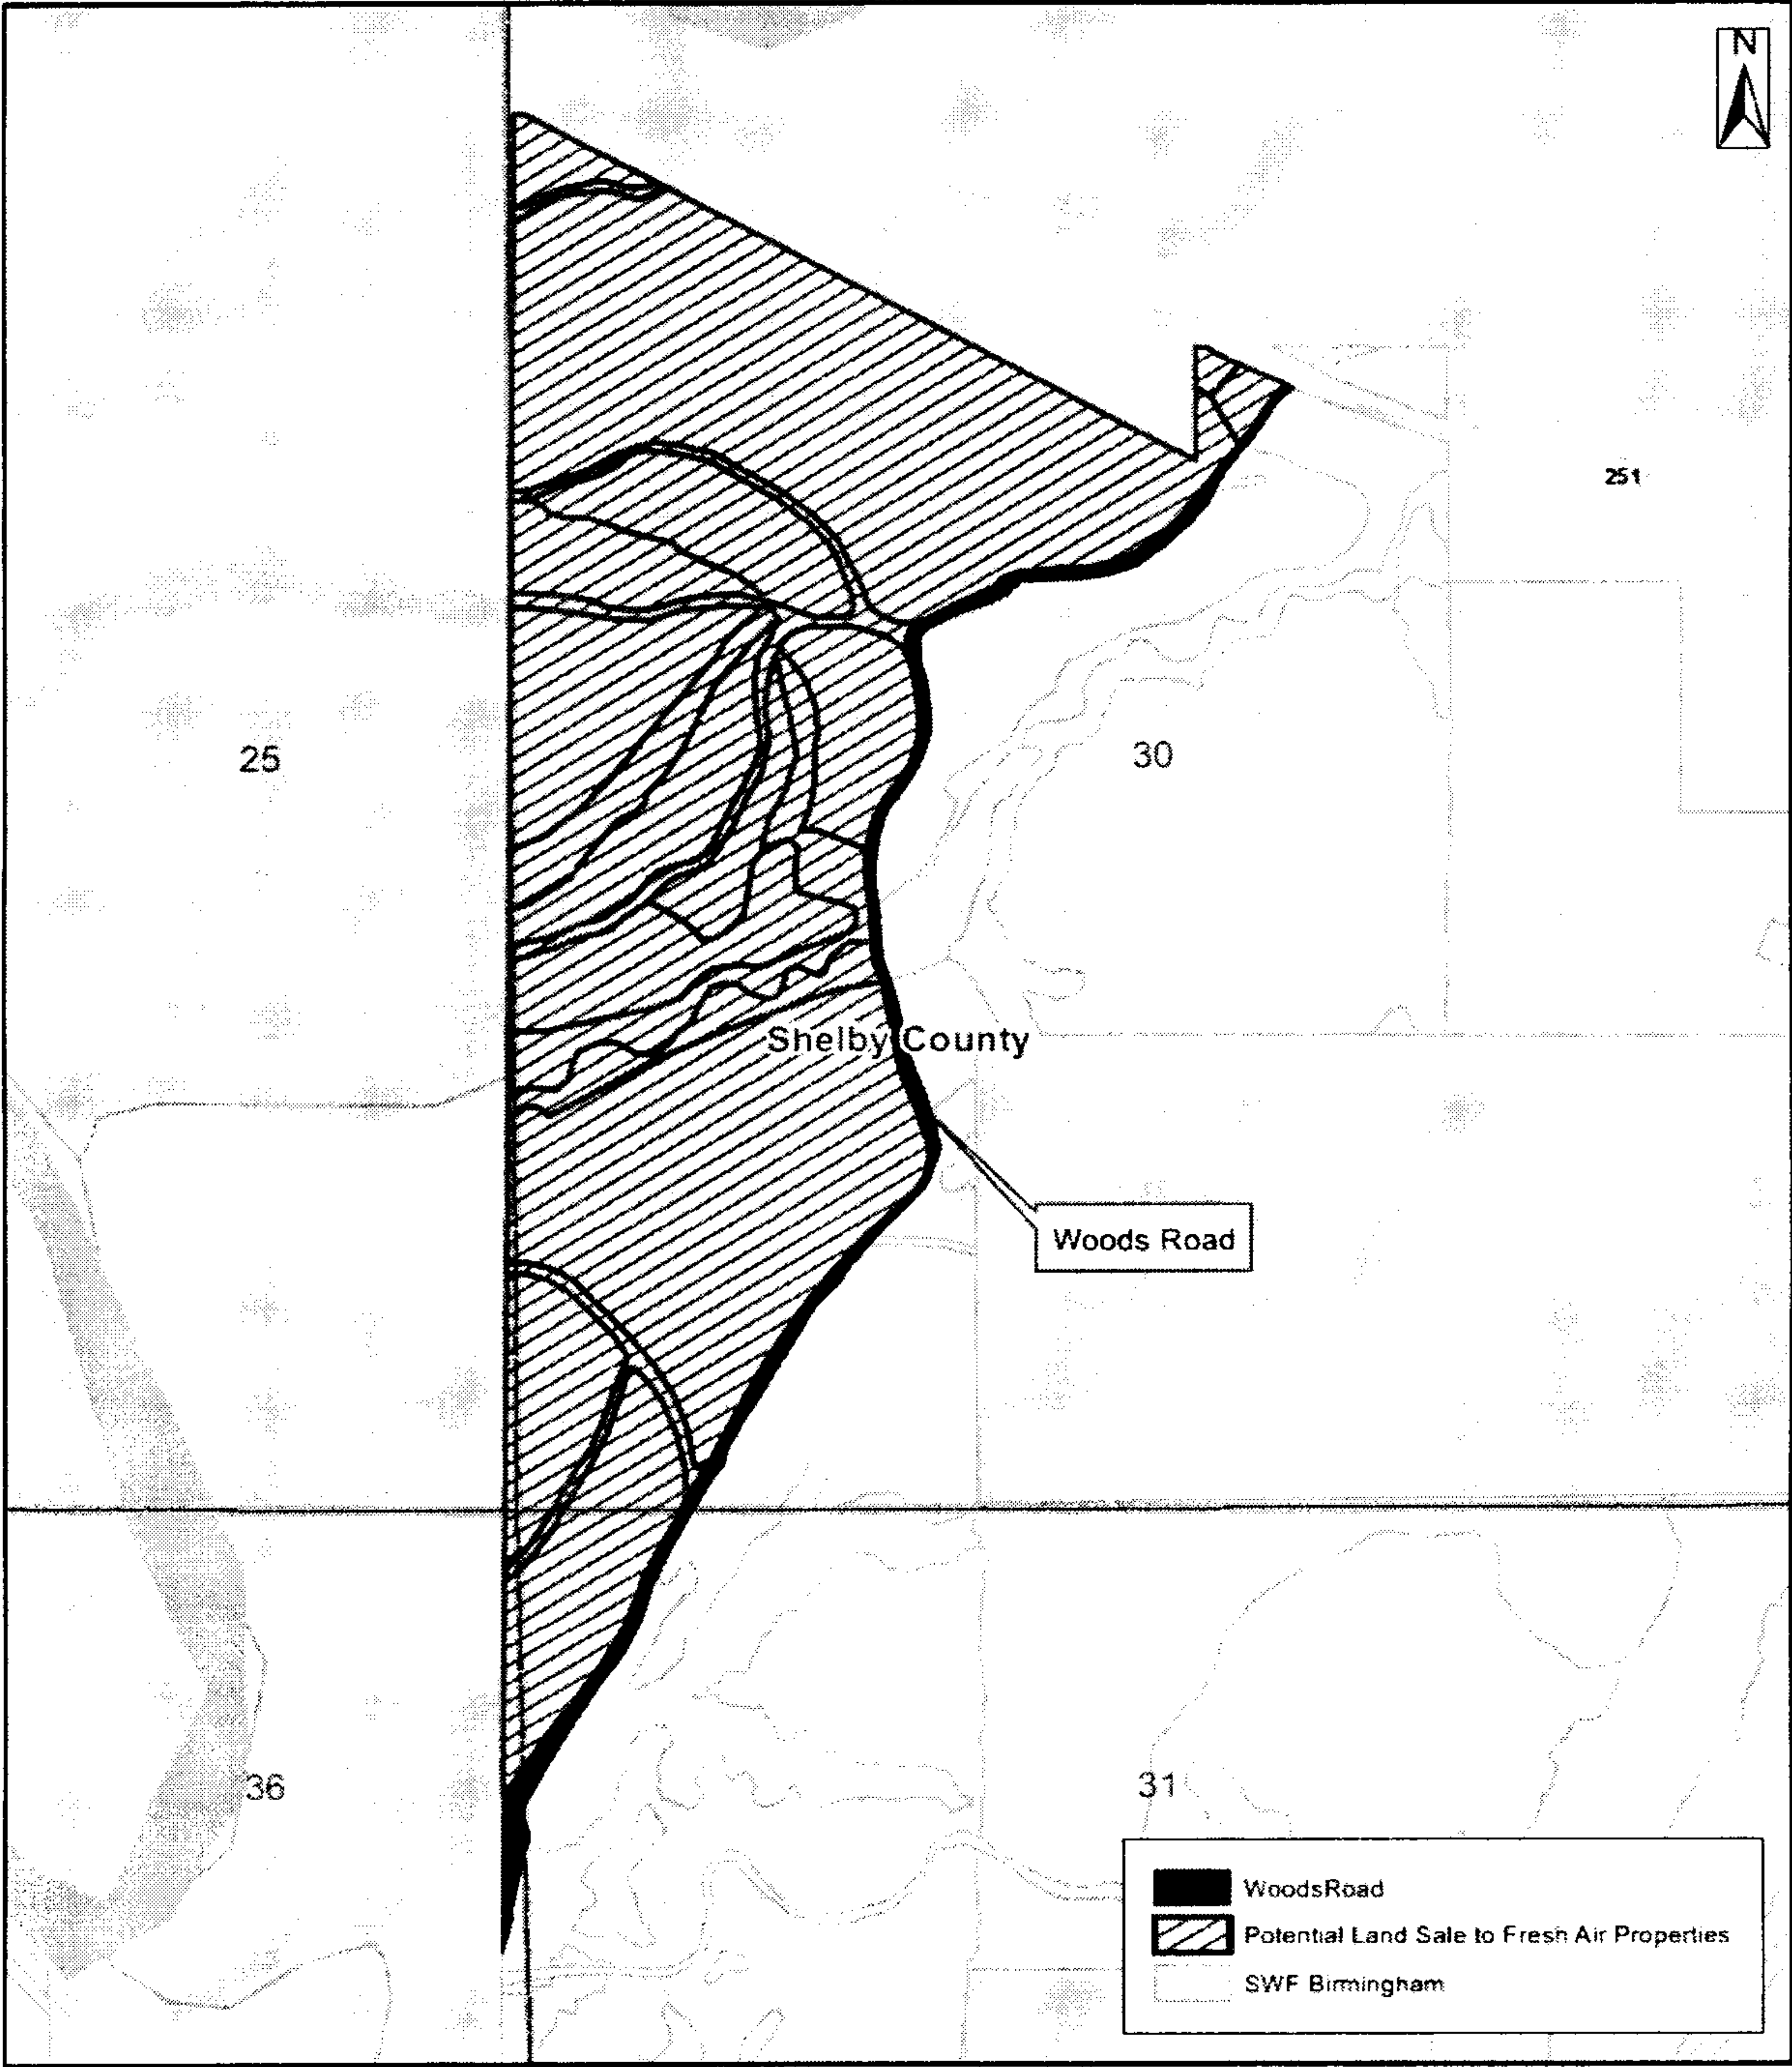 N
251
25
30
Shelby County
Woods Road
36
31
WoodsRoad
Potential Land Sale to Fresh Air Properties
SWF Birmingham